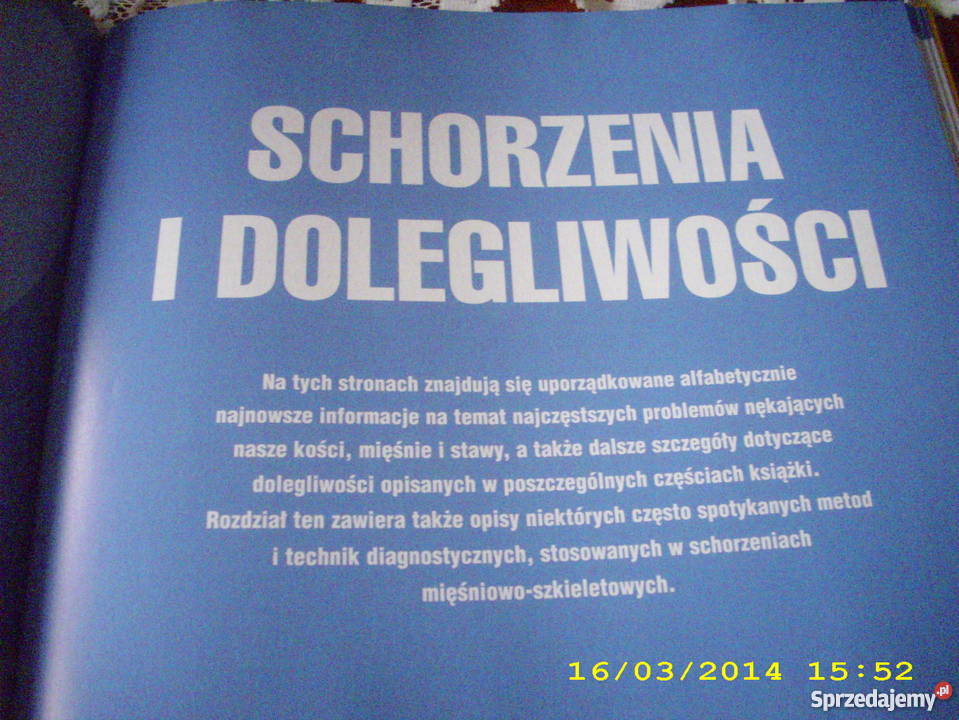 SCHORZENIA
I DOLEGLIWOŚCI
Na tych stronach znajdują się uporządkowane alfabetycznie
najnowsze informacje na temat najczęstszych problemów nękających
nasze kości, mięśnie i stawy, a także dalsze szczegóły dotyczące
dolegliwości opisanych w poszczególnych częściach książki.
Rozdział ten zawiera także opisy niektórych często spotykanych metod
i technik diagnostycznych, stosowanych w schorzeniach
mięśniowo-szkieletowych.
16/03/2014 15:52
Sprzedajemy.pl